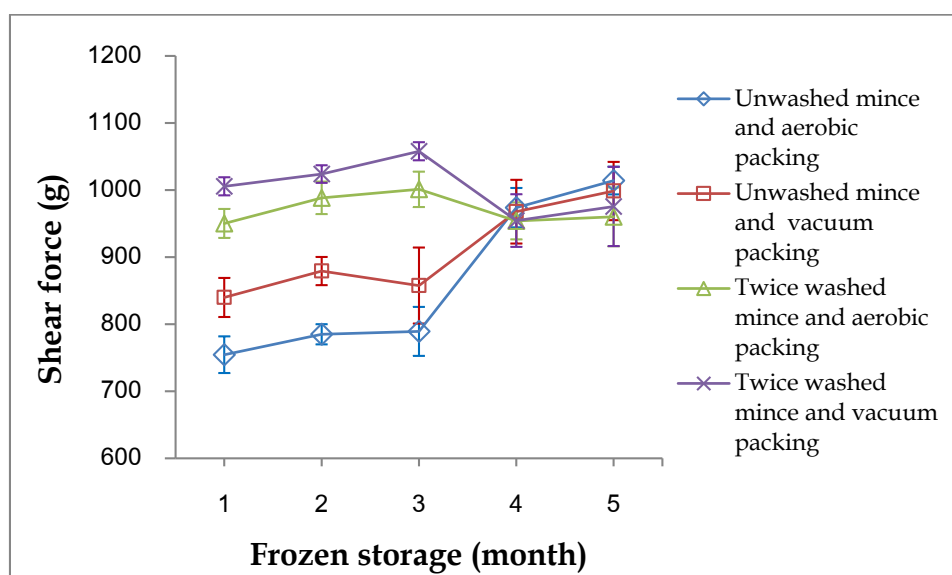 1200
1100
1000
900
800
700
600
Shear force (g)
1
2
3
4
5
Frozen storage (month)
Unwashed mince
and aerobic
packing
Unwashed mince
and vacuum
packing
Twice washed
mince and aerobic
packing
Twice washed
mince and vacuum
packing